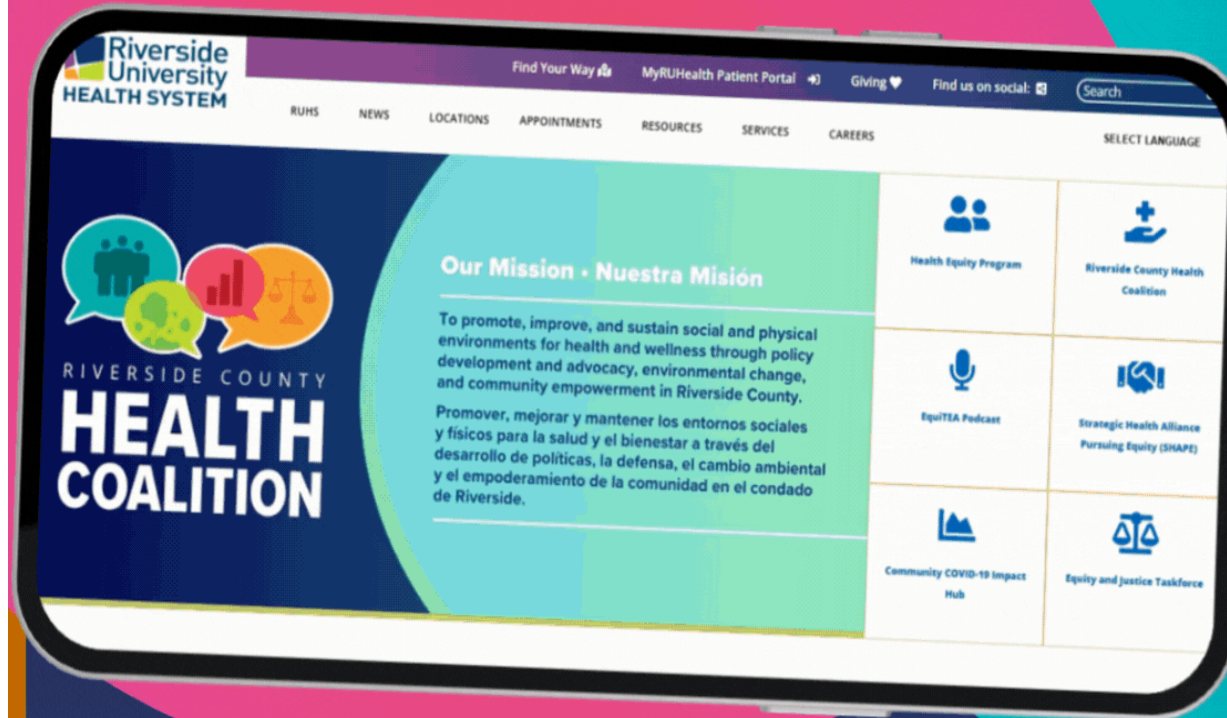 Riverside
University
HEALTH SYSTEM
Find Your Way
MyRUHealth Patient Portal
Giving
Find us on social:
Search
RUHS
NEWS
LOCATIONS
APPOINTMENTS
RESOURCES
SERVICES
CAREERS
SELECT LANGUAGE
RIVERSIDE COUNTY
HEALTH
COALITION
Our Mission • Nuestra Misión
To promote, improve, and sustain social and physical
environments for health and wellness through policy
development and advocacy, environmental change,
and community empowerment in Riverside County.
Promover, mejorar y mantener los entornos sociales
y físicos para la salud y el bienestar a través del
desarrollo de políticas, la defensa, el cambio ambiental
y el empoderamiento de la comunidad en el condado
de Riverside.
Health Equity Program
Riverside County Health
Coalition
EquiTEA Podcast
Strategic Health Alliance
Pursuing Equity (SHAPE)
Community COVID-19 Impact
Hub
Equity and Justice Taskforce